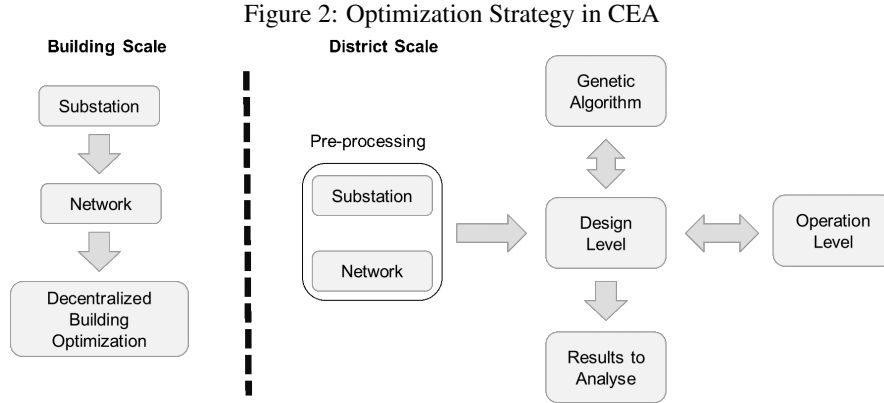 Figure 2: Optimization Strategy in CEA
Building Scale
Substation
Network
Decentralized
Building
Optimization
District Scale
Pre-processing
Substation
Network
Genetic
Algorithm
Design
Level
Operation
Level
Results to
Analyse